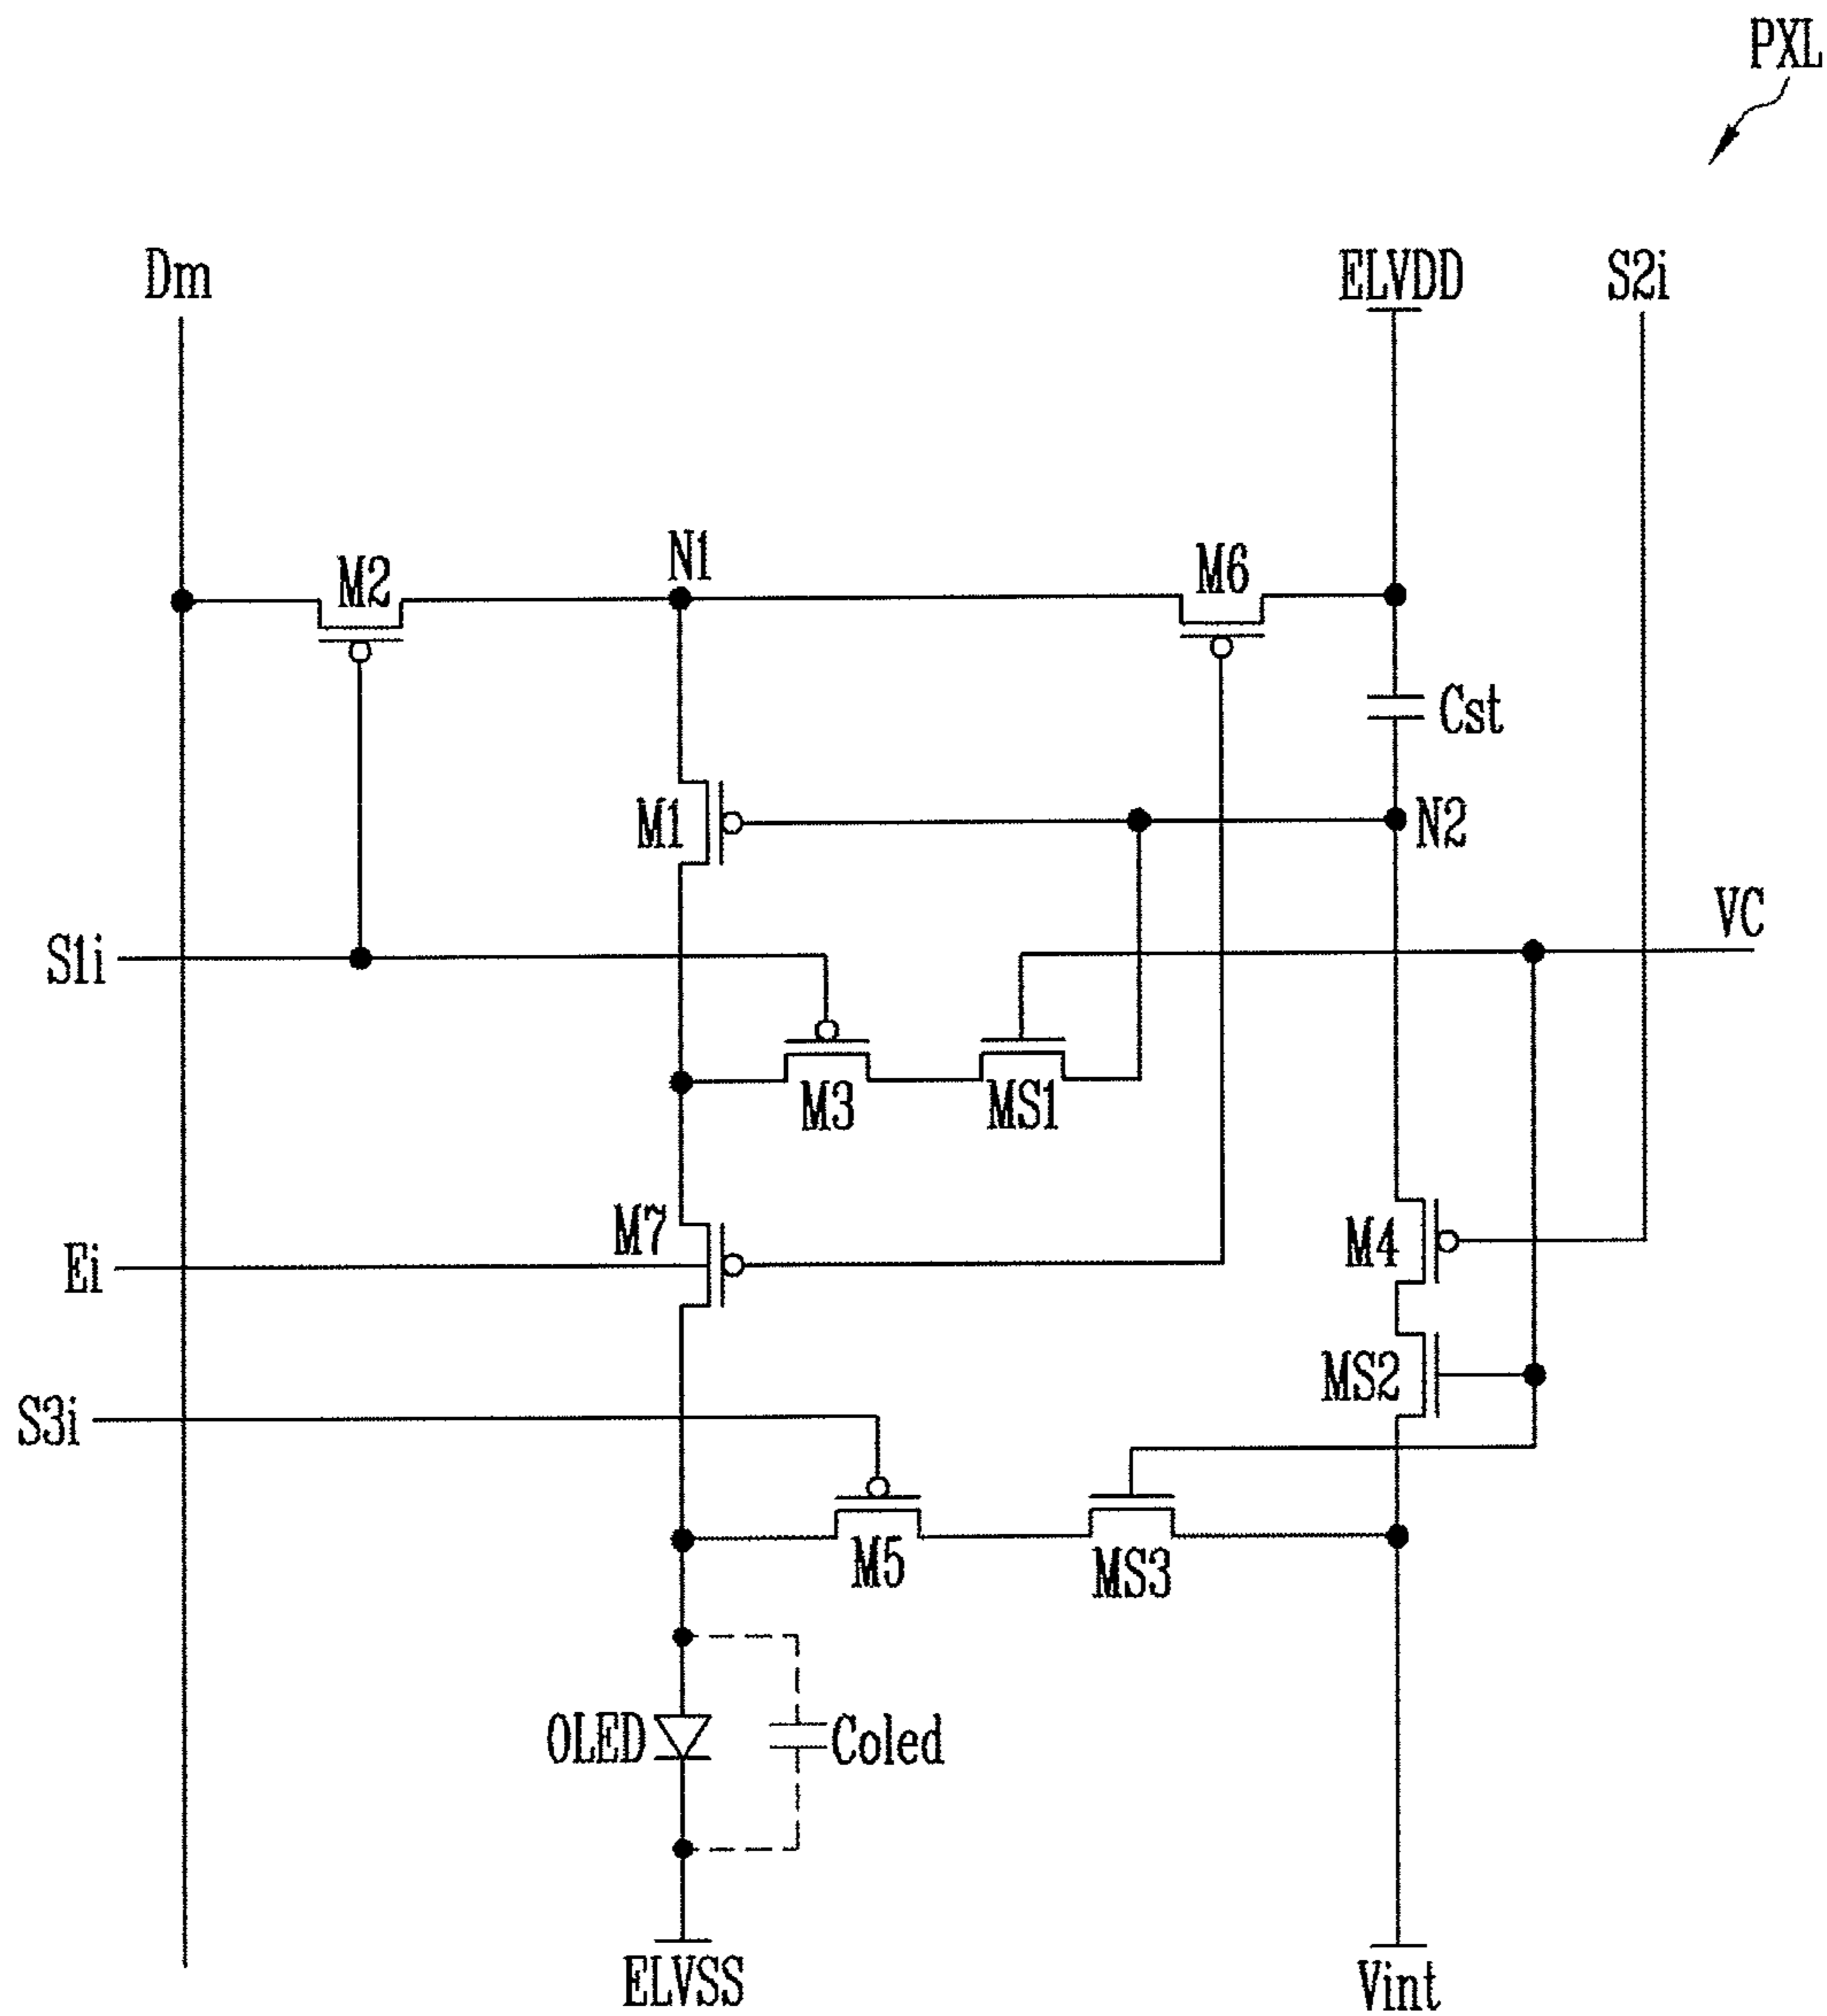 PXL
Dm
ELVDD
S2i
M2
N1
M6
Cst
M1
N2
VC
S1i
M3
MS1
M7
M4
Ei
MS2
S3i
M5
MS3
OLED
Coled
ELVSS
Vint